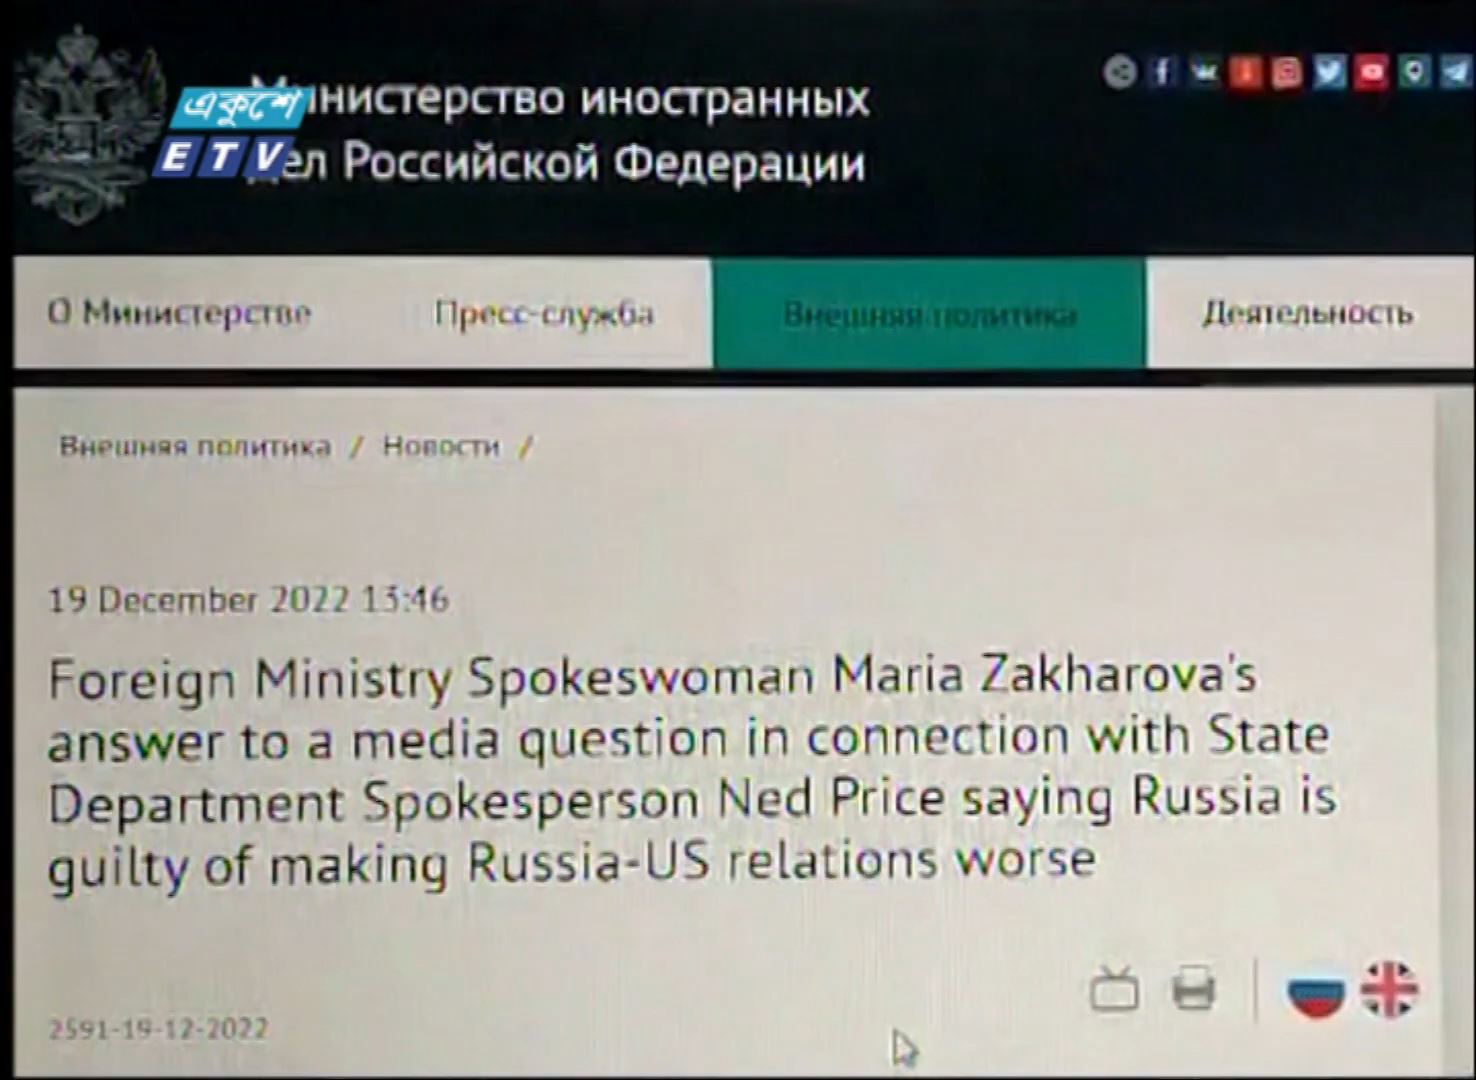 একুশে
ETV
Министерство иностранных
дел Российской Федерации
О Министерстве
Пресс-служба
Внешняя политика
Деятельность
Внешняя политика / Новости /
19 December 2022 13:46
Foreign Ministry Spokeswoman Maria Zakharova's
answer to a media question in connection with State
Department Spokesperson Ned Price saying Russia is
guilty of making Russia-US relations worse
2591-19-12-2022